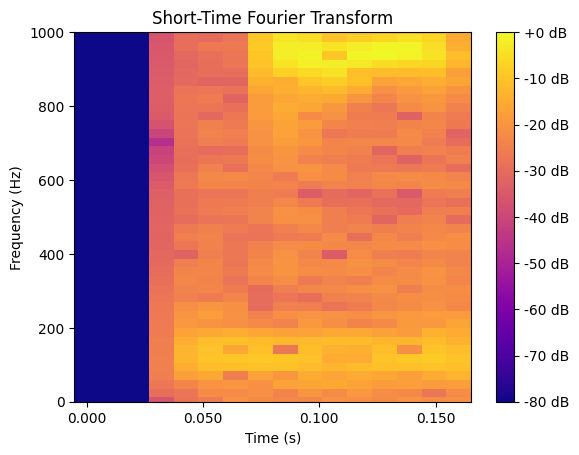 Short-Time Fourier Transform
Frequency (Hz)
1000
800
600
400
200
0
0.000
0.050
0.100
0.150
Time (s)
+0 dB
-10 dB
-20 dB
-30 dB
-40 dB
-50 dB
-60 dB
-70 dB
-80 dB